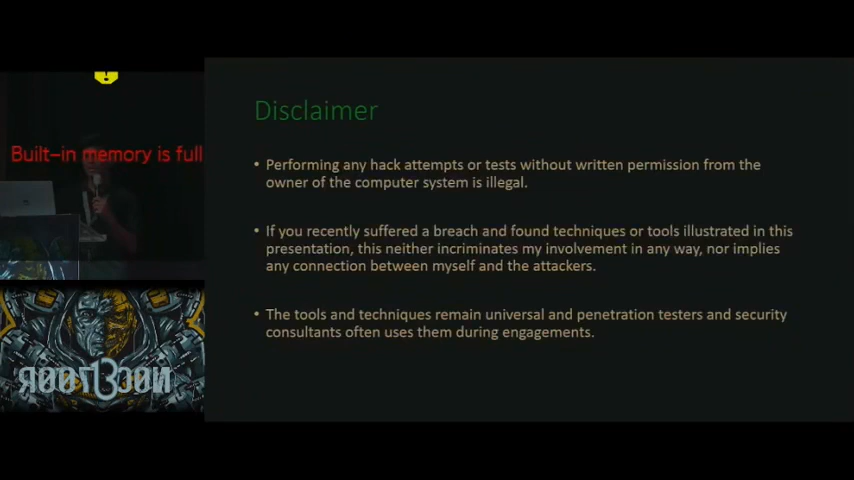 Built-in memory is full
ROOTECON
Disclaimer
• Performing any hack attempts or tests without written permission from the
owner of the computer system is illegal.
• If you recently suffered a breach and found techniques or tools illustrated in this
presentation, this neither incriminates my involvement in any way, nor implies
any connection between myself and the attackers.
• The tools and techniques remain universal and penetration testers and security
consultants often uses them during engagements.